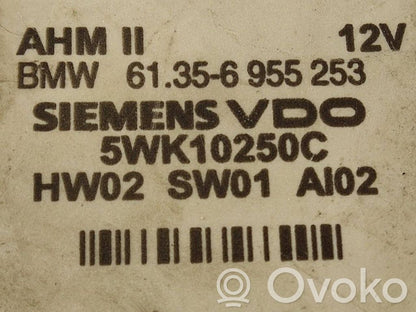 AHM II 12V
BMW 61.35-6 955 253
SIEMENS VDO
5WK10250C
HW02 SW01 AI02
Ovoko